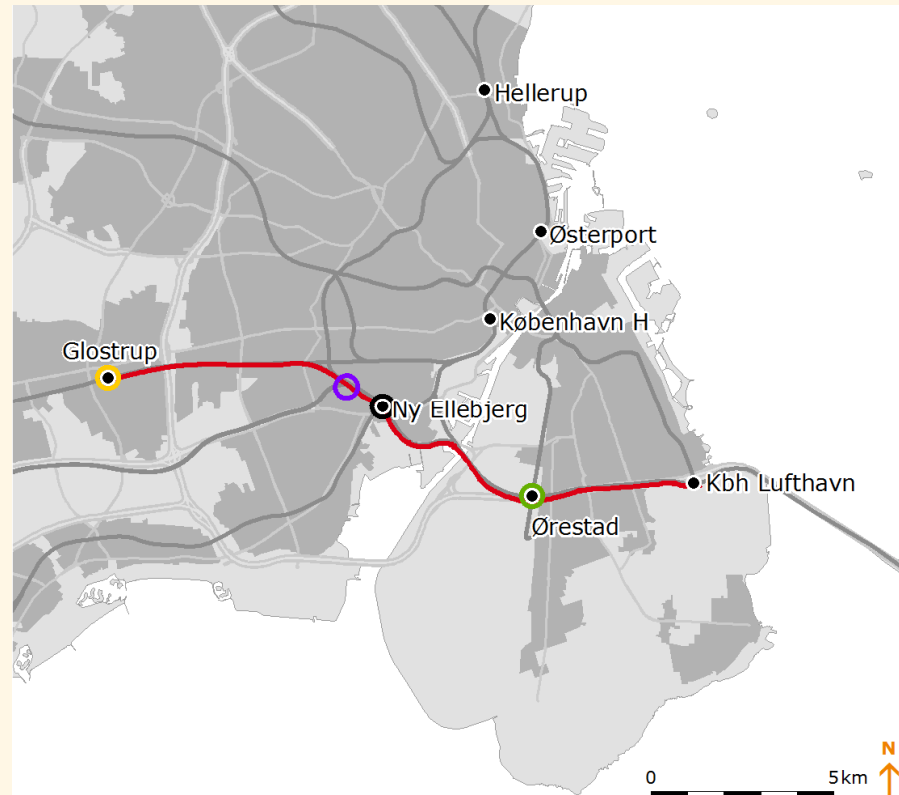 Hellerup
Østerport
København H
Glostrup
Ny Ellebjerg
Kbh Lufthavn
Ørestad
N
0 5km